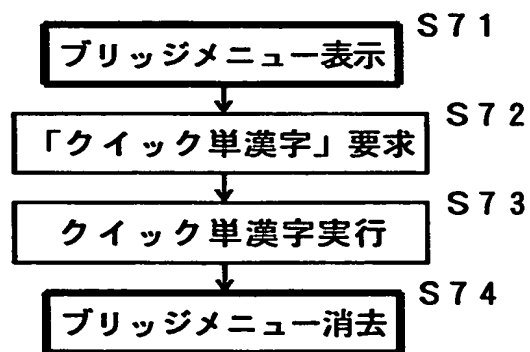 S71
ブリッジメニュー表示
S72
「クイック単漢字」要求
S73
クイック単漢字実行
S74
ブリッジメニュー消去